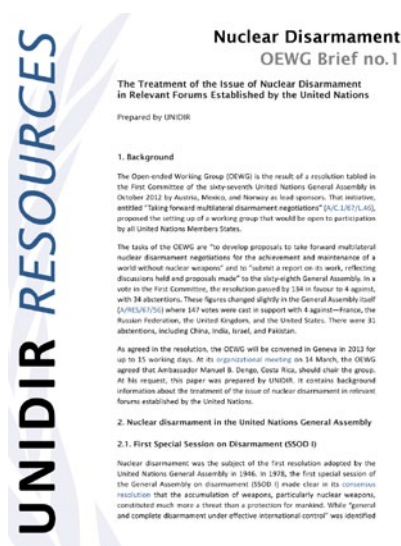 UNIDIR RESOURCES
Nuclear Disarmament
OEWG Brief no.1
The Treatment of the Issue of Nuclear Disarmament
in Relevant Forums Established by the United Nations
Prepared by UNIDIR
1. Background
The Open-ended Working Group (OEWG) is the result of a resolution tabled in
the First Committee of the sixty-seventh United Nations General Assembly in
October 2012 by Austria, Mexico, and Norway as lead sponsors. That initiative,
entitled "Taking forward multilateral disarmament negotiations" (A/C.1/67/L.46),
proposed the setting up of a working group that would be open to participation
by all United Nations Members States.
The tasks of the OEWG are "to develop proposals to take forward multilateral
nuclear disarmament negotiations for the achievement and maintenance of a
world without nuclear weapons" and to "submit a report on its work, reflecting
discussions held and proposals made" to the sixty-eighth General Assembly. In a
vote in the First Committee, the resolution passed by 134 in favour to 4 against,
with 34 abstentions. These figures changed slightly in the General Assembly itself
(A/RES/67/56) where 147 votes were cast in support with 4 against—France, the
Russian Federation, the United Kingdom, and the United States. There were 31
abstentions, including China, India, Israel, and Pakistan.
As agreed in the resolution, the OEWG will be convened in Geneva in 2013 for
up to 15 working days. At its organizational meeting on 14 March, the OEWG
agreed that Ambassador Manuel B. Dengo, Costa Rica, should chair the group.
At his request, this paper was prepared by UNIDIR. It contains background
information about the treatment of the issue of nuclear disarmament in relevant
forums established by the United Nations.
2. Nuclear disarmament in the United Nations General Assembly
2.1. First Special Session on Disarmament (SSOD I)
Nuclear disarmament was the subject of the first resolution adopted by the
United Nations General Assembly in 1946. In 1978, the first special session of
the General Assembly on disarmament (SSOD I) made clear in its consensus
resolution that the accumulation of weapons, particularly nuclear weapons,
constituted much more a threat than a protection for mankind. While "general
and complete disarmament under effective international control" was identified